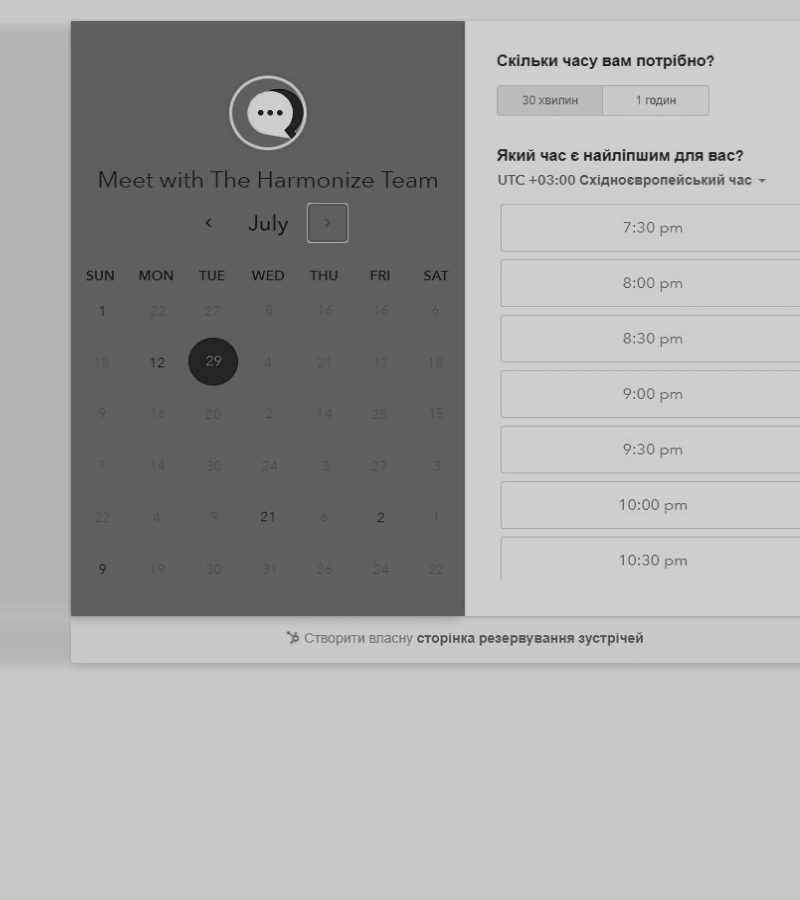 Meet with The Harmonize Team
July
SUN MON TUE WED THU FRI SAT
1 22 27 8 16 16 6
18 12 29 4 21 17 18
9 16 20 2 14 25 15
1 14 30 24 3 27 3
22 4 9 21 6 2 1
9 19 30 31 26 24 22
Скільки часу вам потрібно?
30 хвилин 1 годин
Який час є найліпшим для вас?
UTC +03:00 Східноєвропейський час
7:30 pm
8:00 pm
8:30 pm
9:00 pm
9:30 pm
10:00 pm
10:30 pm
Створити власну сторінка резервування зустрічей